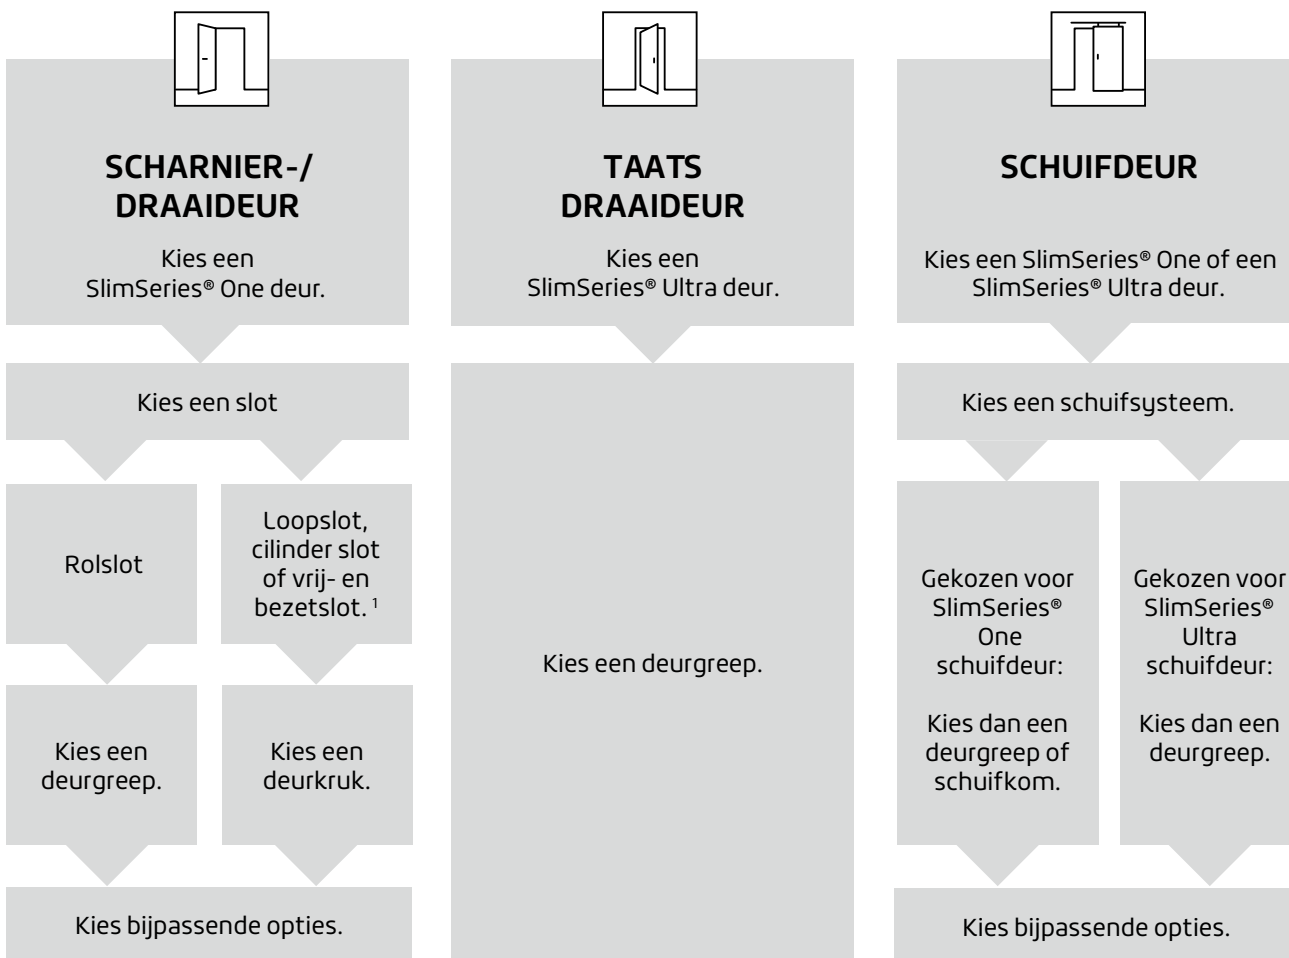 SCHARNIER-/
DRAAIDEUR
Kies een
SlimSeries® One deur.
Kies een slot
Rolslot
Loopslot,
cilinder slot
of vrij- en
bezetslot. ¹
Kies een
deurgreep.
Kies een
deurkruk.
Kies bijpassende opties.
TAATS
DRAAIDEUR
Kies een
SlimSeries® Ultra deur.
Kies een deurgreep.
SCHUIFDEUR
Kies een SlimSeries® One of een
SlimSeries® Ultra deur.
Kies een schuifsysteem.
Gekozen voor
SlimSeries®
One
schuifdeur:
Kies dan een
deurgreep of
schuifkom.
Gekozen voor
SlimSeries®
Ultra
schuifdeur:
Kies dan een
deurgreep.
Kies bijpassende opties.